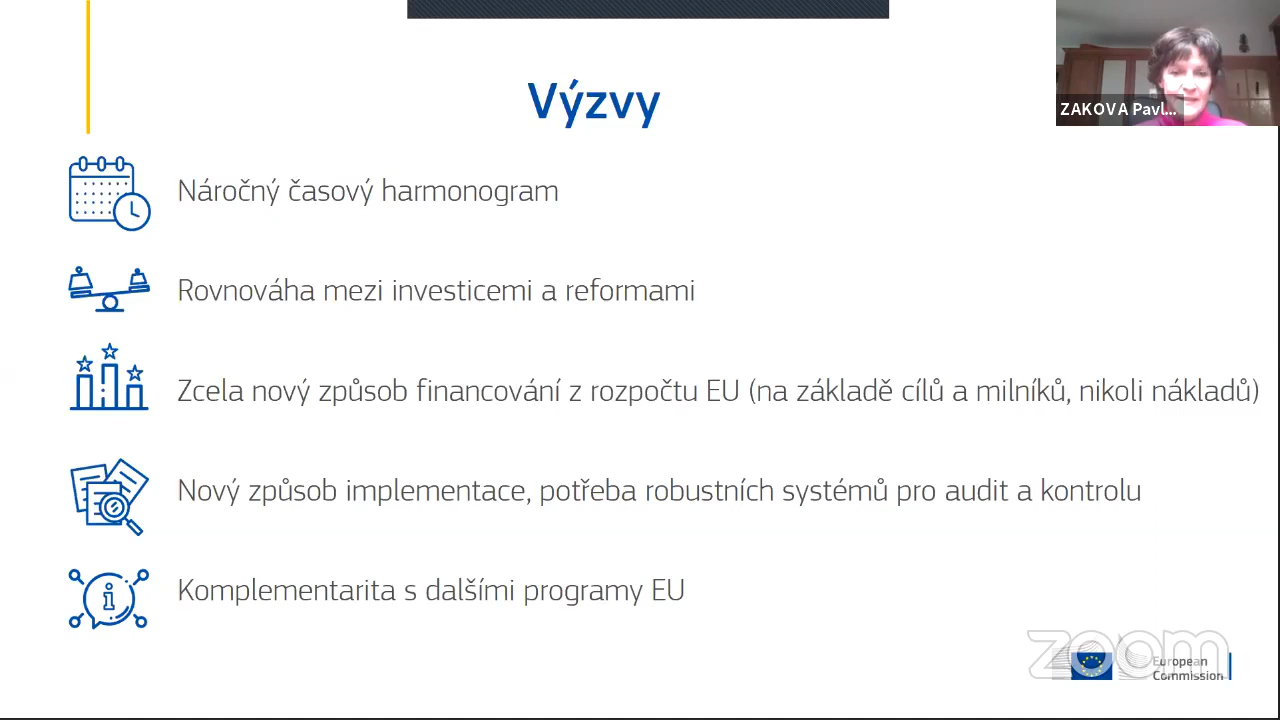 Výzvy
ZAKOVA Pavl...
Náročný časový harmonogram
Rovnováha mezi investicemi a reformami
Zcela nový způsob financování z rozpočtu EU (na základě cílů a milníků, nikoli nákladů)
Nový způsob implementace, potřeba robustních systémů pro audit a kontrolu
Komplementarita s dalšími programy EU
zoom
European
Commission